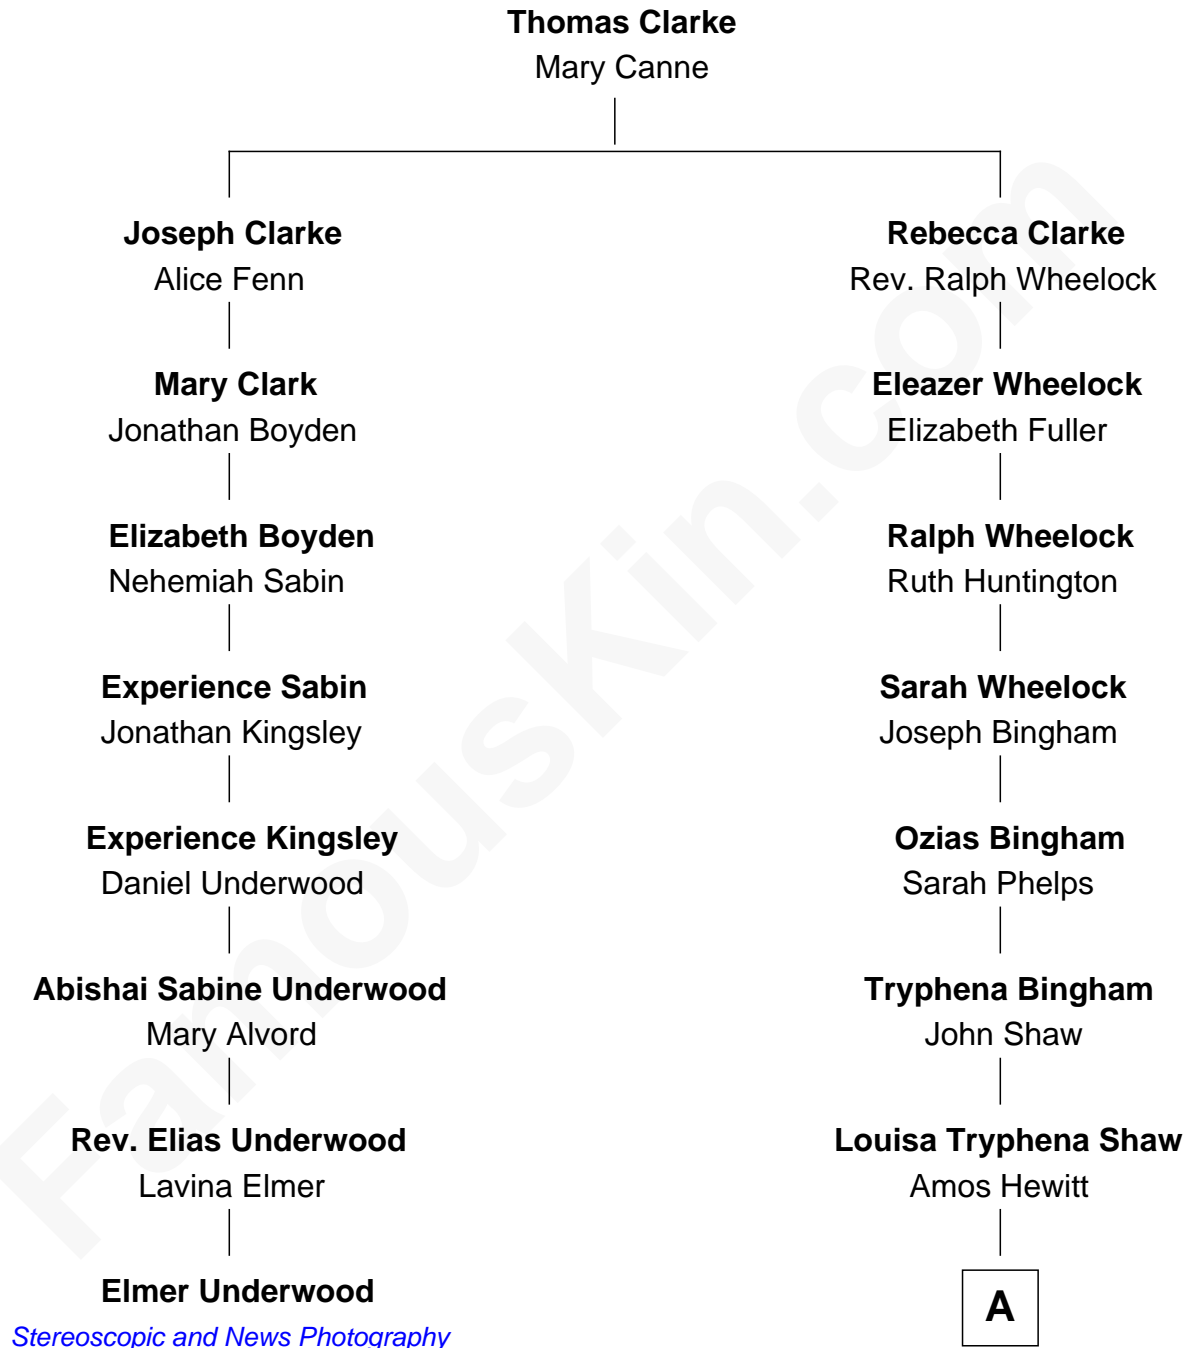 Thomas Clarke
Mary Canne
Joseph Clarke
Alice Fenn
Rebecca Clarke
Rev. Ralph Wheelock
Mary Clark
Jonathan Boyden
Eleazer Wheelock
Elizabeth Fuller
Elizabeth Boyden
Nehemiah Sabin
Ralph Wheelock
Ruth Huntington
Experience Sabin
Jonathan Kingsley
Sarah Wheelock
Joseph Bingham
Experience Kingsley
Daniel Underwood
Ozias Bingham
Sarah Phelps
Abishai Sabine Underwood
Mary Alvord
Tryphena Bingham
John Shaw
Rev. Elias Underwood
Lavina Elmer
Louisa Tryphena Shaw
Amos Hewitt
Elmer Underwood
Stereoscopic and News Photography
A
FamousKin.com